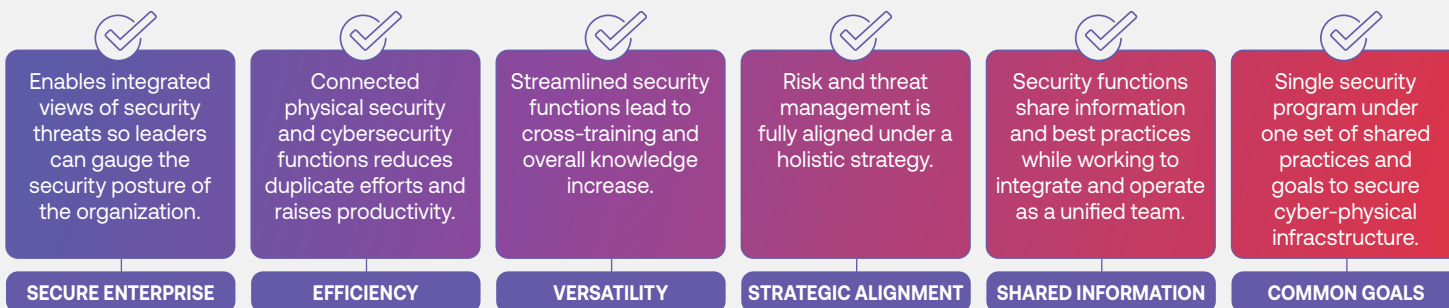 Enables integrated
views of security
threats so leaders
can gauge the
security posture of
the organization.
SECURE ENTERPRISE
Connected
physical security
and cybersecurity
functions reduces
duplicate efforts and
raises productivity.
EFFICIENCY
Streamlined security
functions lead to
cross-training and
overall knowledge
increase.
VERSATILITY
Risk and threat
management is
fully aligned under a
holistic strategy.
STRATEGIC ALIGNMENT
Security functions
share information
and best practices
while working to
integrate and operate
as a unified team.
SHARED INFORMATION
Single security
program under
one set of shared
practices and
goals to secure
cyber-physical
infracstructure.
COMMON GOALS